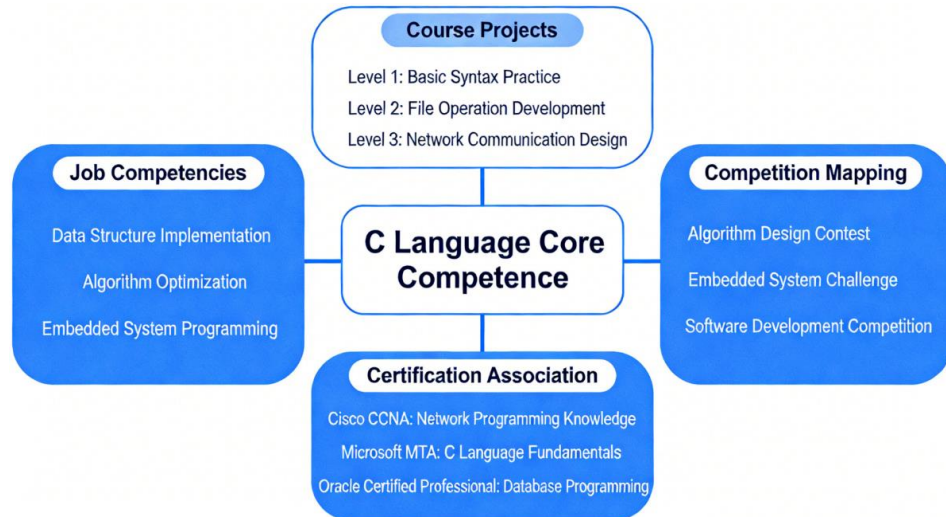 Course Projects
Level 1: Basic Syntax Practice
Level 2: File Operation Development
Level 3: Network Communication Design
Job Competencies
Data Structure Implementation
Algorithm Optimization
Embedded System Programming
C Language Core
Competence
Competition Mapping
Algorithm Design Contest
Embedded System Challenge
Software Development Competition
Certification Association
Cisco CCNA: Network Programming Knowledge
Microsoft MTA: C Language Fundamentals
Oracle Certified Professional: Database Programming